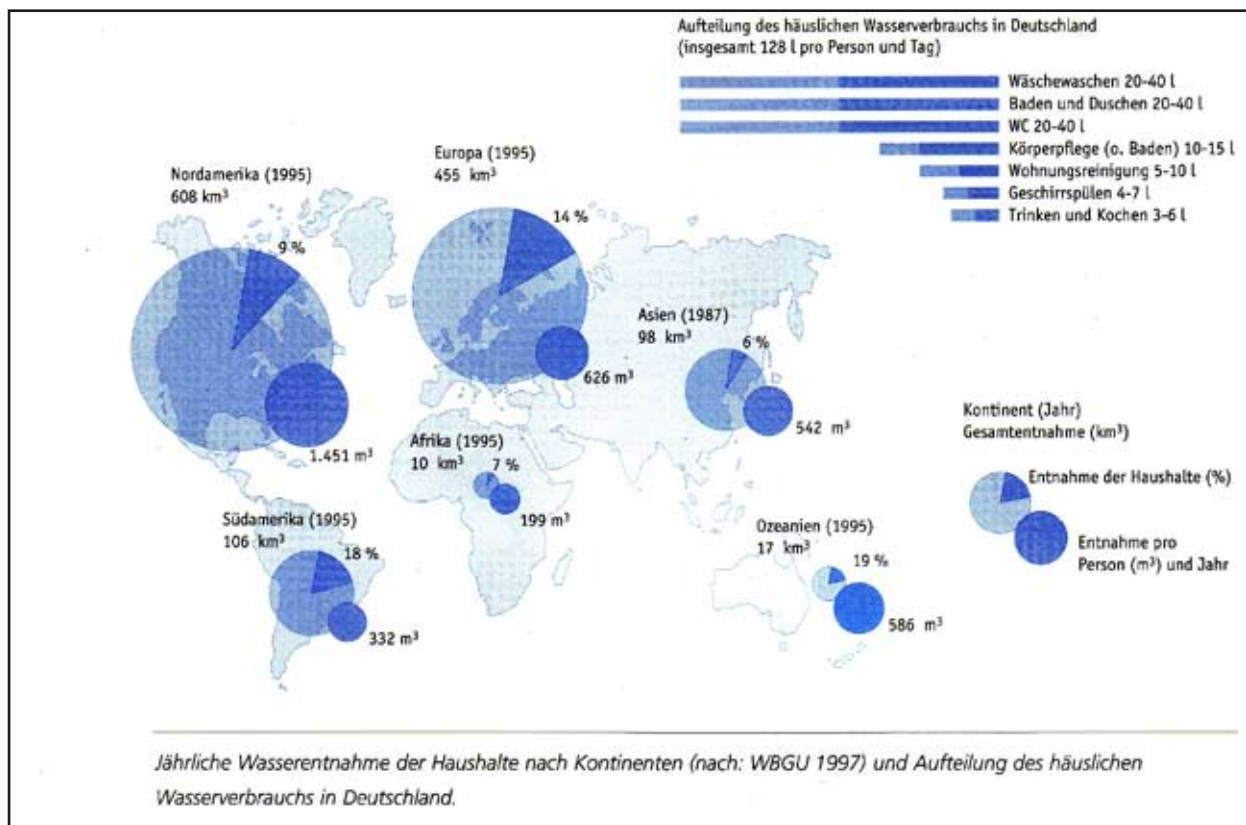 Aufteilung des häuslichen Wasserverbrauchs in Deutschland
(insgesamt 128 l pro Person und Tag)
Wäschewaschen 20-40 l
Baden und Duschen 20-40 l
WC 20-40 l
Körperpflege (o. Baden) 10-15 l
Wohnungsreinigung 5-10 l
Geschirrspülen 4-7 l
Trinken und Kochen 3-6 l
Nordamerika (1995)
608 km³
9 %
1.451 m³
Europa (1995)
455 km³
14 %
626 m³
Asien (1987)
98 km³
6 %
542 m³
Afrika (1995)
10 km³
7 %
199 m³
Südamerika (1995)
106 km³
18 %
332 m³
Ozeanien (1995)
17 km³
19 %
586 m³
Kontinent (Jahr)
Gesamtentnahme (km³)
Entnahme der Haushalte (%)
Entnahme pro
Person (m³) und Jahr
Jährliche Wasserentnahme der Haushalte nach Kontinenten (nach: WBGU 1997) und Aufteilung des häuslichen
Wasserverbrauchs in Deutschland.